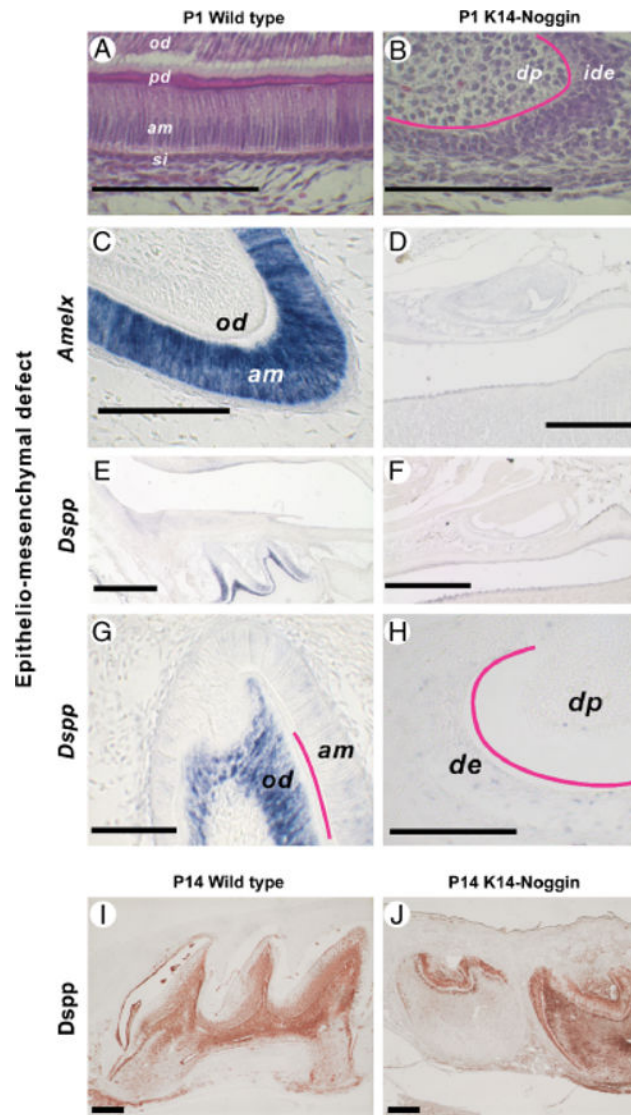 P1 Wild type
P1 K14-Noggin
A
od
pd
am
si
B
dp
ide
Epithelio-mesenchymal defect
Amelx
C
od
am
D
Dspp
E
F
Dspp
G
od
am
H
de
dp
P14 Wild type
P14 K14-Noggin
Dspp
I
J